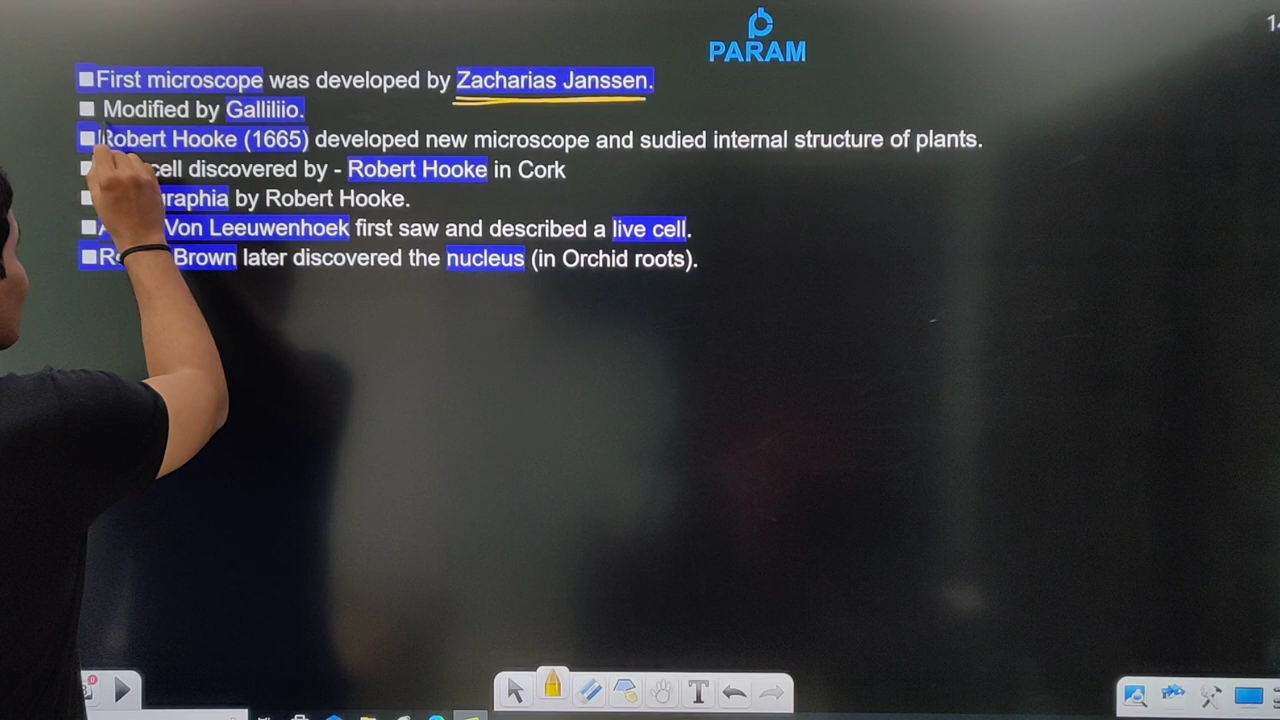 PARAM
14
■First microscope was developed by Zacharias Janssen.
■ Modified by Galliliio.
■Robert Hooke (1665) developed new microscope and sudied internal structure of plants.
■ cell discovered by - Robert Hooke in Cork
■ raphia by Robert Hooke.
■A Von Leeuwenhoek first saw and described a live cell.
■Ro Brown later discovered the nucleus (in Orchid roots).
T